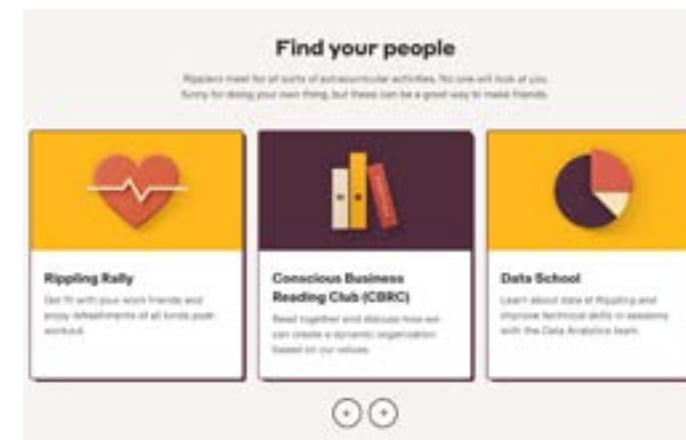 Find your people
Ripplers meet for all sorts of extracurricular activities. No one will look at you
funny for doing your own thing, but these can be a great way to make friends.
Rippling Rally
Get fit with your work friends and
enjoy refreshments of all kinds post-
workout.
Conscious Business
Reading Club (CBRC)
Read together and discuss how we
can create a dynamic organization
based on our values.
Data School
Learn about data at Rippling and
improve technical skills in sessions
with the Data Analytics team.